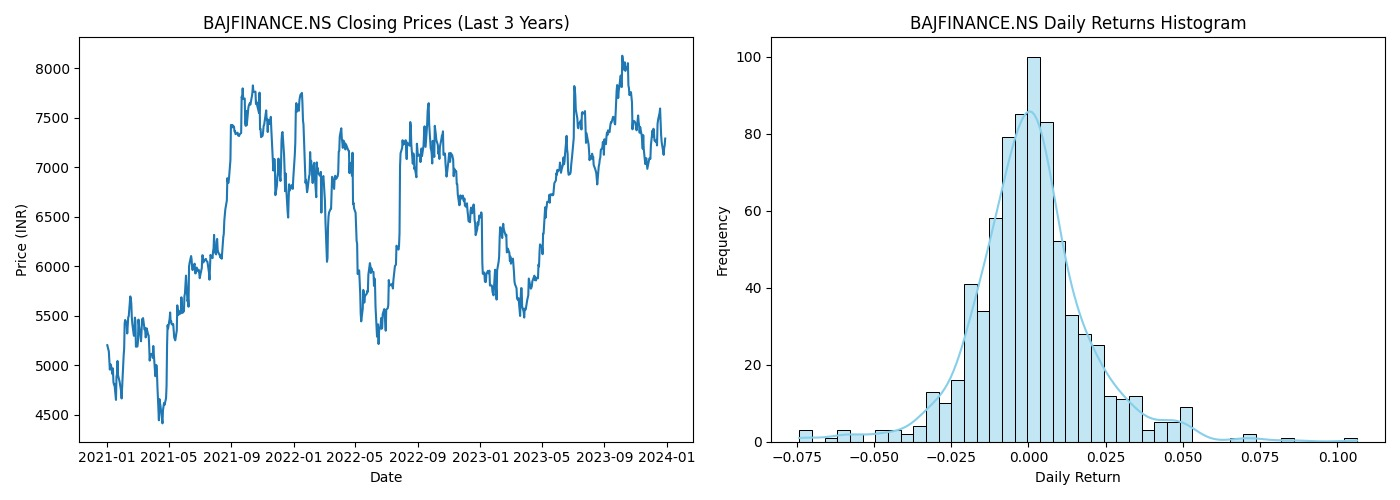 BAJFINANCE.NS Closing Prices (Last 3 Years)
8000
7500
7000
6500
6000
5500
5000
4500
Price (INR)
2021-01 2021-05 2021-09 2022-01 2022-05 2022-09 2023-01 2023-05 2023-09 2024-01
Date
BAJFINANCE.NS Daily Returns Histogram
100
80
60
40
20
0
Frequency
−0.075 −0.050 −0.025 0.000 0.025 0.050 0.075 0.100
Daily Return